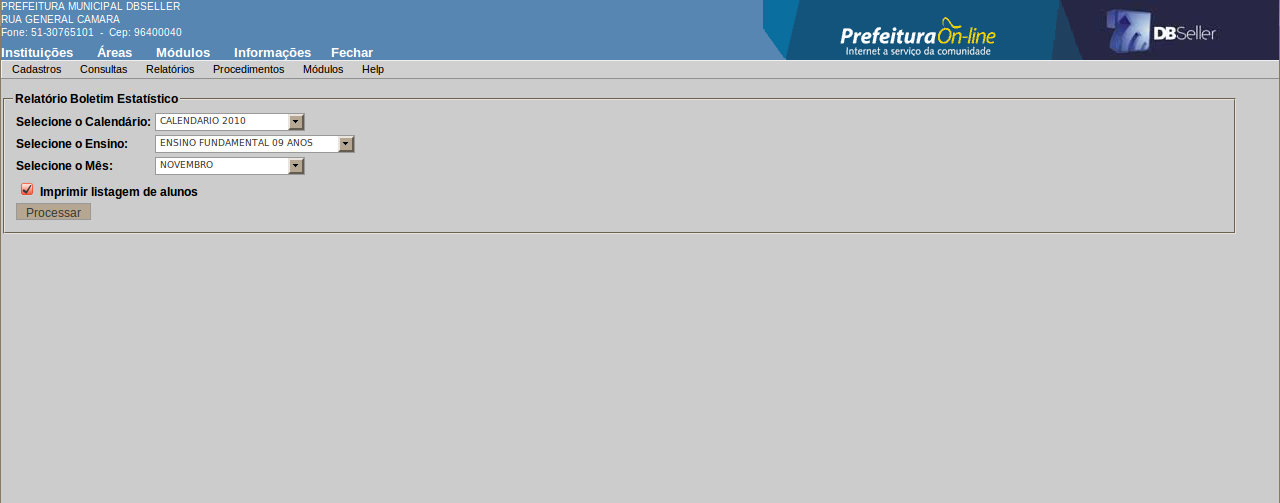 PREFEITURA MUNICIPAL DBSELLER
RUA GENERAL CAMARA
Fone: 51-30765101 - Cep: 96400040
PrefeituraOn-line
Internet a serviço da comunidade
DBSeller
Instituições Áreas Módulos Informações Fechar
Cadastros Consultas Relatórios Procedimentos Módulos Help
Relatório Boletim Estatístico
Selecione o Calendário: CALENDARIO 2010
Selecione o Ensino: ENSINO FUNDAMENTAL 09 ANOS
Selecione o Mês: NOVEMBRO
Imprimir listagem de alunos
Processar